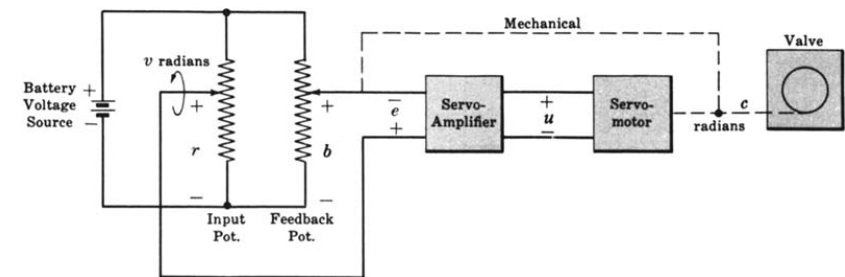 Mechanical
v radians
Valve
Battery +
Voltage
Source −
+
r
−
+
b
−
−
e
+
Servo-
Amplifier
+
u
−
Servo-
motor
c
radians
Input
Pot.
Feedback
Pot.